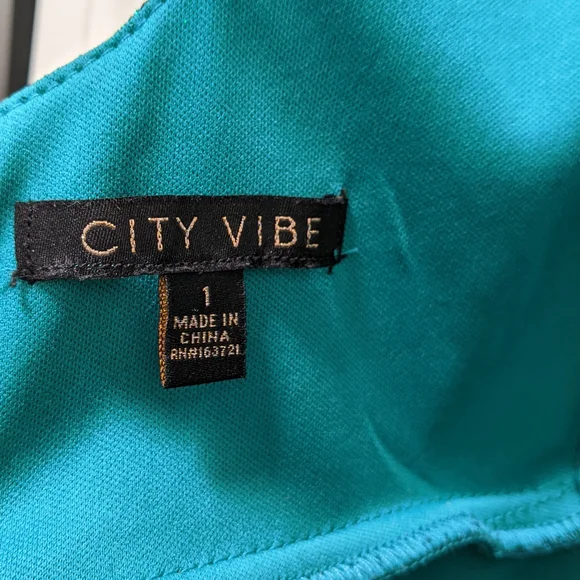 CITY VIBE
1
MADE IN
CHINA
RN#163721